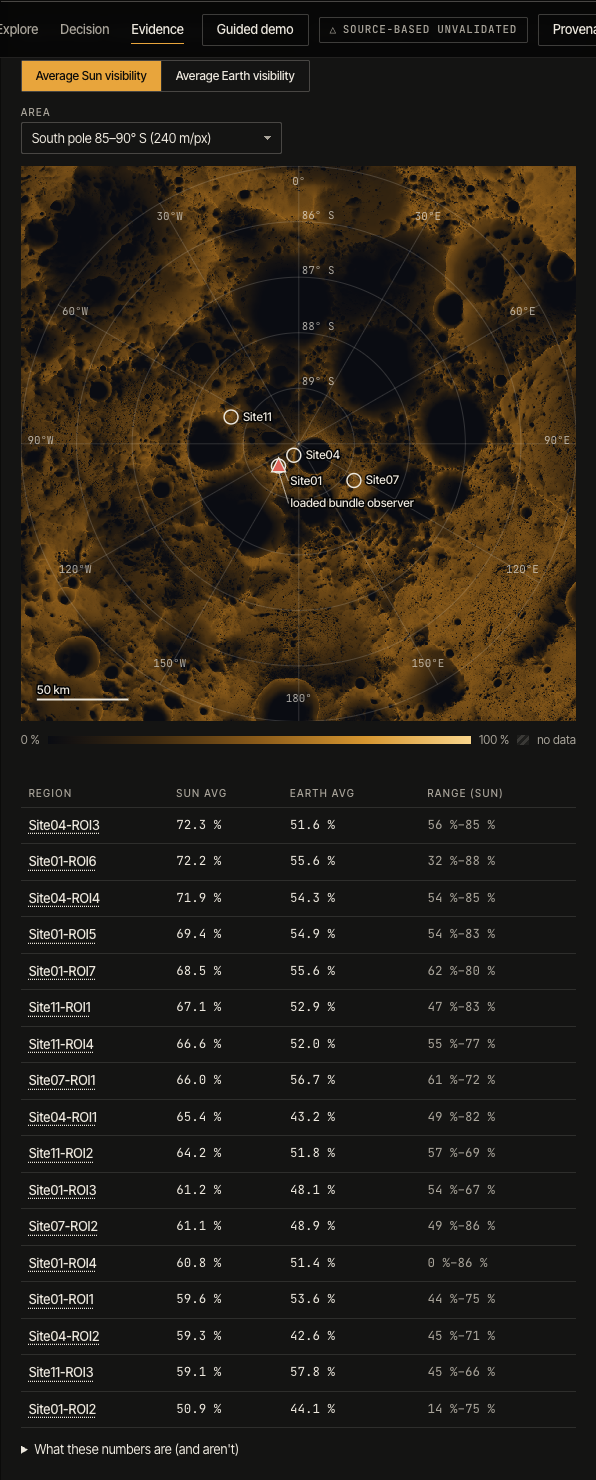 Explore Decision Evidence Guided demo △ SOURCE-BASED UNVALIDATED Provena
Average Sun visibility Average Earth visibility
AREA
South pole 85–90° S (240 m/px)
0°
30°W 86° S 30°E
87° S
60°W 60°E
88° S
89° S
Site11
90°W 90°E
Site04
Site01 Site07
loaded bundle observer
120°W 120°E
150°W 150°E
50 km 180°
0 % 100 % no data
REGION SUN AVG EARTH AVG RANGE (SUN)
Site04-ROI3 72.3 % 51.6 % 56 %–85 %
Site01-ROI6 72.2 % 55.6 % 32 %–88 %
Site04-ROI4 71.9 % 54.3 % 54 %–85 %
Site01-ROI5 69.4 % 54.9 % 54 %–83 %
Site01-ROI7 68.5 % 55.6 % 62 %–80 %
Site11-ROI1 67.1 % 52.9 % 47 %–83 %
Site11-ROI4 66.6 % 52.0 % 55 %–77 %
Site07-ROI1 66.0 % 56.7 % 61 %–72 %
Site04-ROI1 65.4 % 43.2 % 49 %–82 %
Site11-ROI2 64.2 % 51.8 % 57 %–69 %
Site01-ROI3 61.2 % 48.1 % 54 %–67 %
Site07-ROI2 61.1 % 48.9 % 49 %–86 %
Site01-ROI4 60.8 % 51.4 % 0 %–86 %
Site01-ROI1 59.6 % 53.6 % 44 %–75 %
Site04-ROI2 59.3 % 42.6 % 45 %–71 %
Site11-ROI3 59.1 % 57.8 % 45 %–66 %
Site01-ROI2 50.9 % 44.1 % 14 %–75 %
▶ What these numbers are (and aren't)